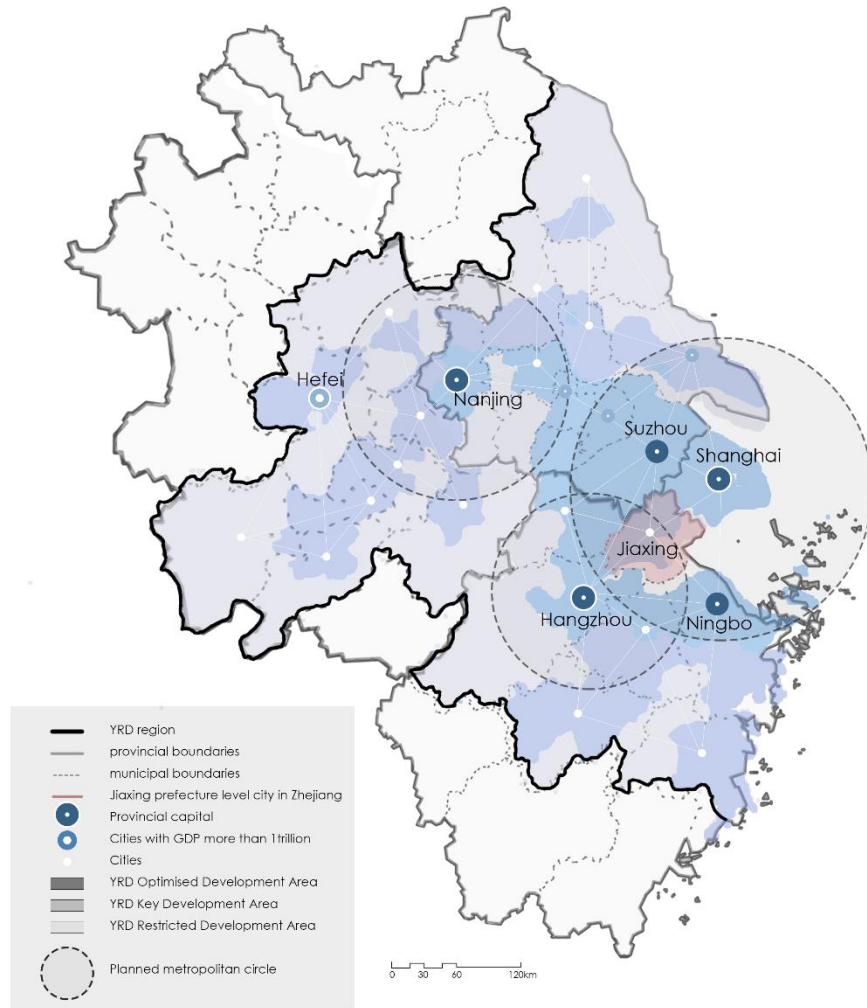 Hefei
Nanjing
Suzhou
Shanghai
Jiaxing
Hangzhou
Ningbo
YRD region
provincial boundaries
municipal boundaries
Jiaxing prefecture level city in Zhejiang
Provincial capital
Cities with GDP more than 1trillion
Cities
YRD Optimised Development Area
YRD Key Development Area
YRD Restricted Development Area
Planned metropolitan circle
0 30 60 120km